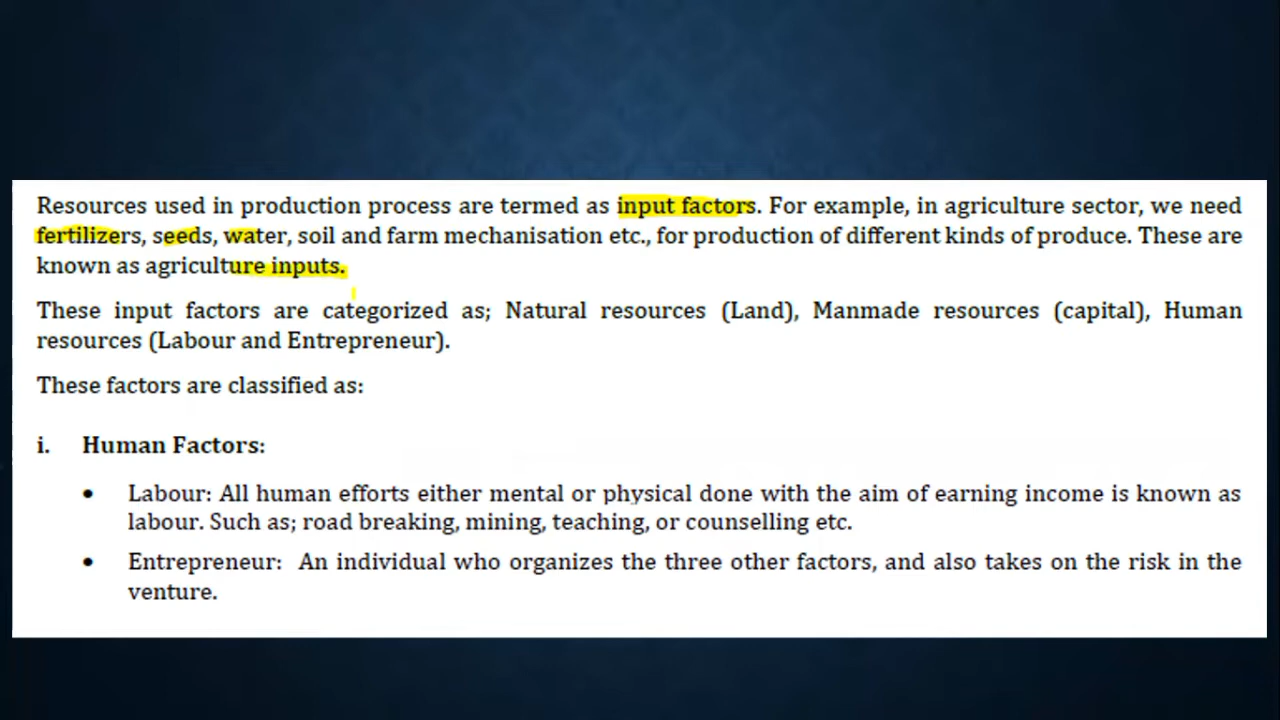 Resources used in production process are termed as input factors. For example, in agriculture sector, we need
fertilizers, seeds, water, soil and farm mechanisation etc., for production of different kinds of produce. These are
known as agriculture inputs.
These input factors are categorized as; Natural resources (Land), Manmade resources (capital), Human
resources (Labour and Entrepreneur).
These factors are classified as:
i. Human Factors:
• Labour: All human efforts either mental or physical done with the aim of earning income is known as
labour. Such as; road breaking, mining, teaching, or counselling etc.
• Entrepreneur: An individual who organizes the three other factors, and also takes on the risk in the
venture.